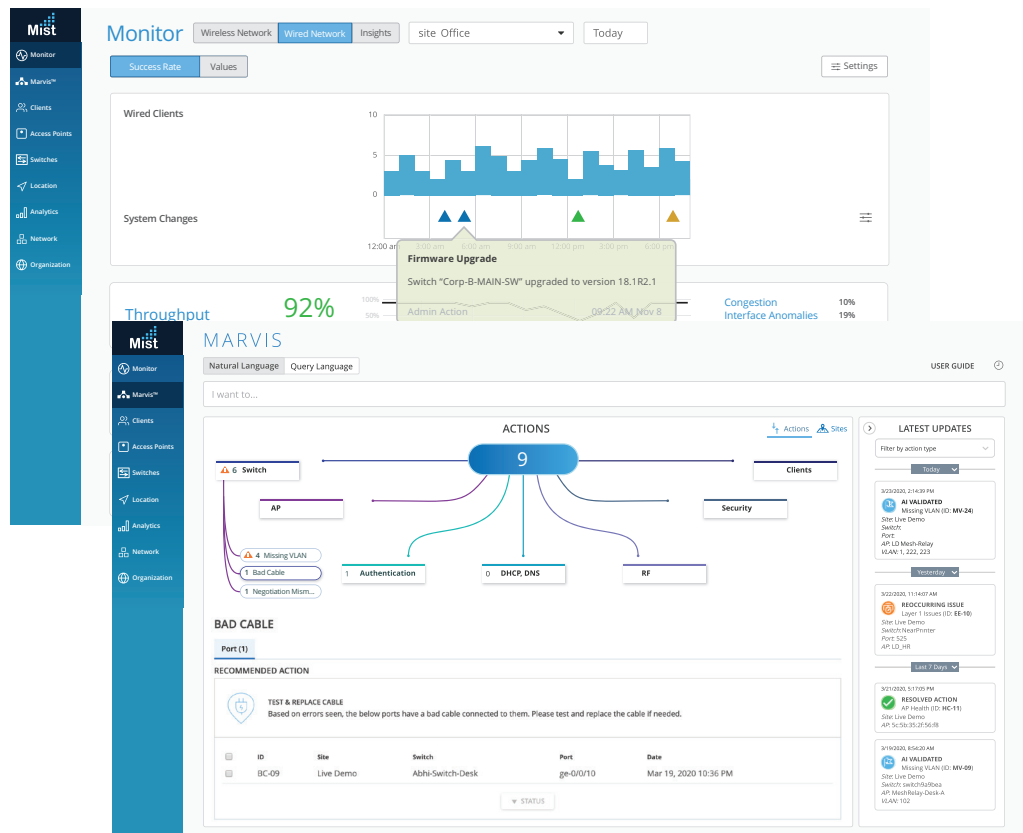 Mist
Monitor
Marvis™
Clients
Access Points
Switches
Location
Analytics
Network
Organization
Monitor
Wireless Network Wired Network Insights
site Office
Today
Success Rate Values
Settings
Wired Clients
10
5
0
System Changes
12:00 am 3:00 am 6:00 am 9:00 am 12:00 pm 3:00 pm 6:00 pm
Firmware Upgrade
Switch “Corp-B-MAIN-SW” upgraded to version 18.1R2.1
Admin Action 09:22 AM Nov 8
Throughput
92%
100%
50%
Congestion 10%
Interface Anomalies 19%
Mist
Monitor
Marvis™
Clients
Access Points
Switches
Location
Analytics
Network
Organization
MARVIS
Natural Language Query Language
USER GUIDE
I want to...
ACTIONS
Actions Sites
9
6 Switch
Clients
AP
Security
4 Missing VLAN
1 Bad Cable
1 Negotiation Mism...
1 Authentication
0 DHCP, DNS
RF
BAD CABLE
Port (1)
RECOMMENDED ACTION
TEST & REPLACE CABLE
Based on errors seen, the below ports have a bad cable connected to them. Please test and replace the cable if needed.
ID Site Switch Port Date
BC-09 Live Demo Abhi-Switch-Desk ge-0/0/10 Mar 19, 2020 10:36 PM
STATUS
LATEST UPDATES
Filter by action type
Today
3/23/2020, 2:14:39 PM
AI VALIDATED
Missing VLAN (ID: MV-24)
Site: Live Demo
Switch:
Port:
AP: LD Mesh-Relay
VLAN: 1, 222, 223
Yesterday
3/22/2020, 11:14:07 AM
REOCCURRING ISSUE
Layer 1 Issues (ID: EE-10)
Site: Live Demo
Switch: NearPrinter
Port: 525
AP: LD_HR
Last 7 Days
3/21/2020, 5:17:05 PM
RESOLVED ACTION
AP Health (ID: HC-11)
Site: Live Demo
AP: 5c:5b:35:2f:56:f8
3/19/2020, 8:54:20 AM
AI VALIDATED
Missing VLAN (ID: MV-09)
Site: Live Demo
Switch: switch9a9bea
AP: MeshRelay-Desk-A
VLAN: 102